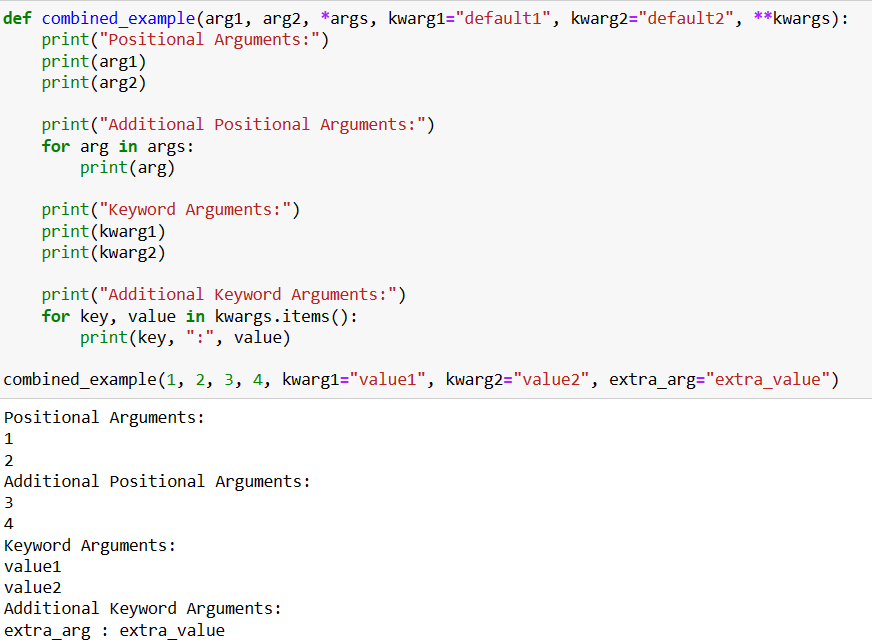 def combined_example(arg1, arg2, *args, kwarg1="default1", kwarg2="default2", **kwargs):
    print("Positional Arguments:")
    print(arg1)
    print(arg2)

    print("Additional Positional Arguments:")
    for arg in args:
        print(arg)

    print("Keyword Arguments:")
    print(kwarg1)
    print(kwarg2)

    print("Additional Keyword Arguments:")
    for key, value in kwargs.items():
        print(key, ":", value)

combined_example(1, 2, 3, 4, kwarg1="value1", kwarg2="value2", extra_arg="extra_value")
Positional Arguments:
1
2
Additional Positional Arguments:
3
4
Keyword Arguments:
value1
value2
Additional Keyword Arguments:
extra_arg : extra_value